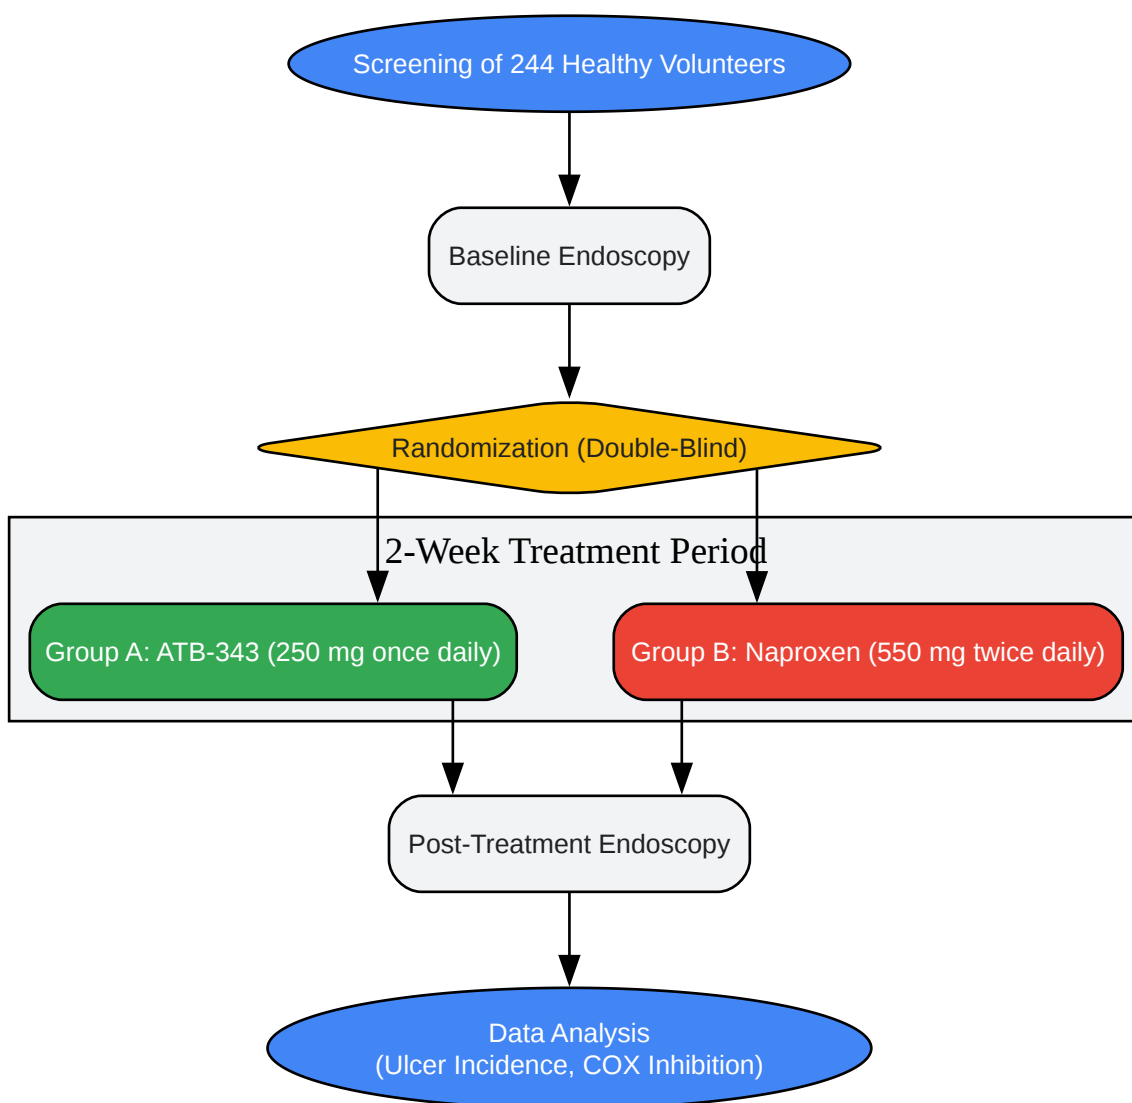 Screening of 244 Healthy Volunteers
Baseline Endoscopy
Randomization (Double-Blind)
2-Week Treatment Period
Group A: ATB-343 (250 mg once daily)
Group B: Naproxen (550 mg twice daily)
Post-Treatment Endoscopy
Data Analysis
(Ulcer Incidence, COX Inhibition)